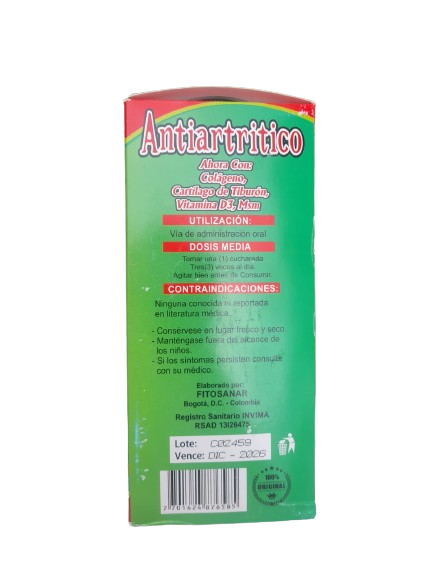 Antiartritico
Ahora Con:
Colágeno,
Cartílago de Tiburón,
Vitamina D3, Msm
UTILIZACIÓN:
Vía de administración oral
DOSIS MEDIA
Tomar una (1) cucharada
Tres(3) veces al día.
Agitar bien antes de Consumir.
CONTRAINDICACIONES:
Ninguna conocida ni reportada
en literatura médica.
- Consérvese en lugar fresco y seco.
- Manténgase fuera del alcance de
los niños.
- Si los síntomas persisten consulte
con su médico.
Elaborado por:
FITOSANAR
Bogotá, D.C. - Colombia
Registro Sanitario INVIMA
RSAD 13I26475
Lote: C02459
Vence: DIC - 2026
100%
ORIGINAL
7701624876585